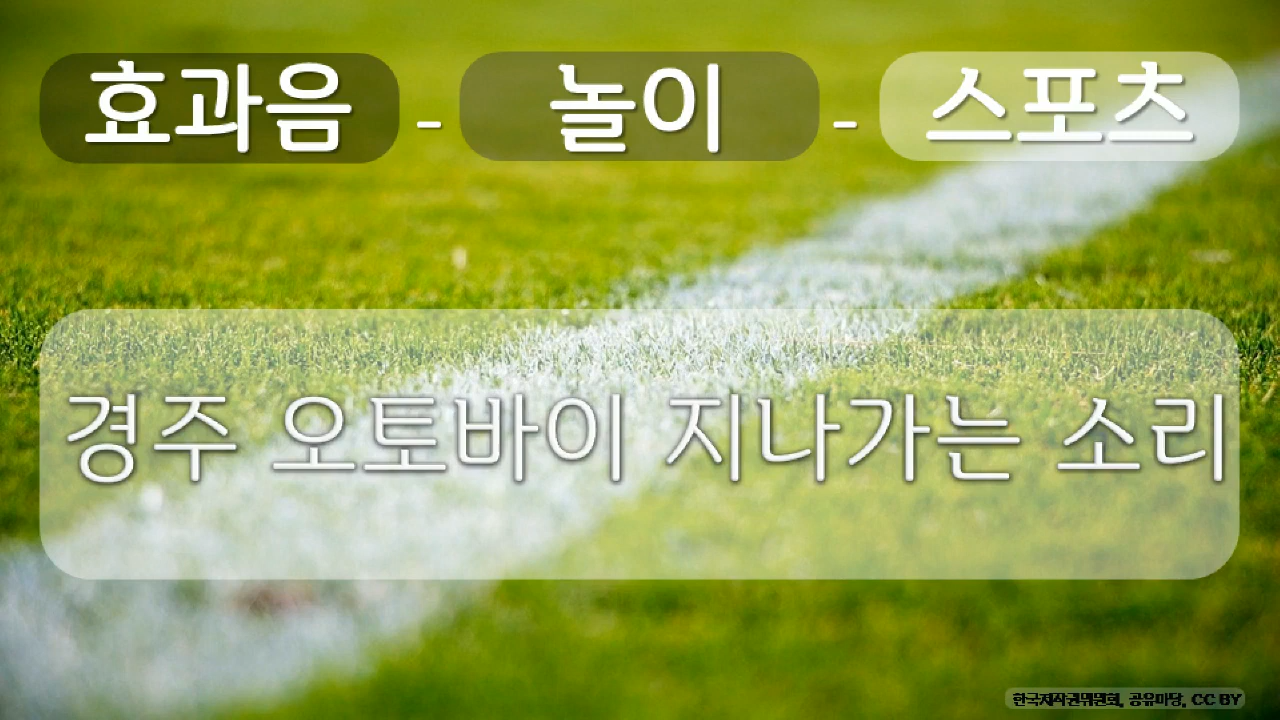 효과음 - 놀이 - 스포츠
경주 오토바이 지나가는 소리
한국저작권위원회, 공유마당, CC BY